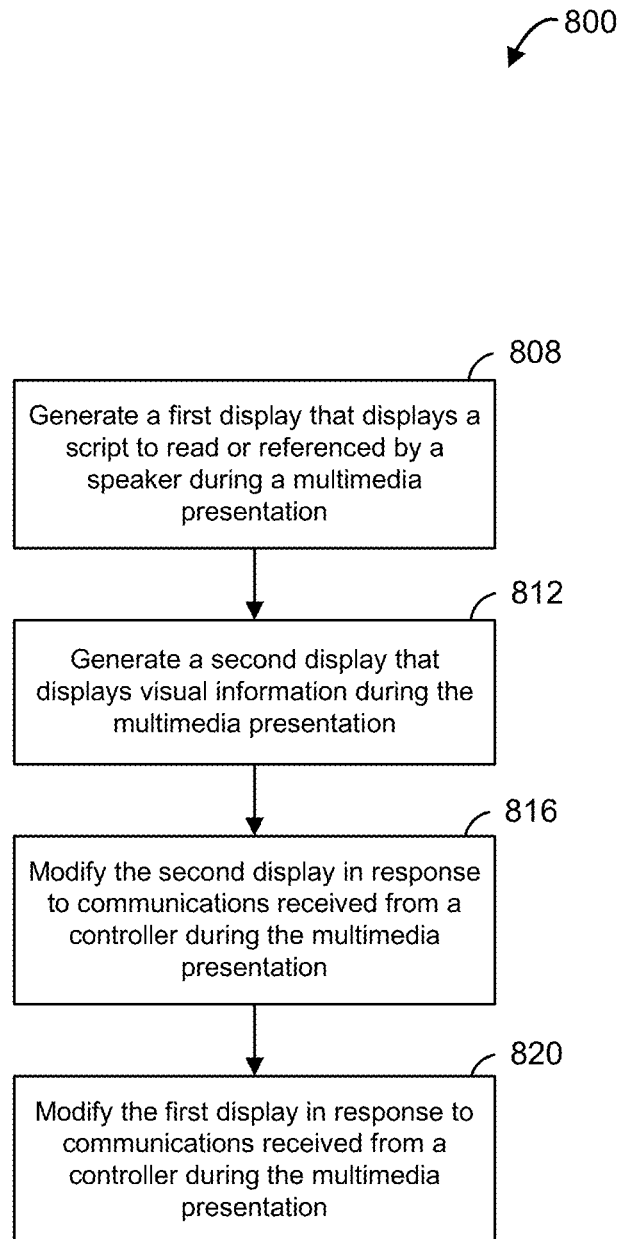 800
808
Generate a first display that displays a
script to read or referenced by a
speaker during a multimedia
presentation
812
Generate a second display that
displays visual information during the
multimedia presentation
816
Modify the second display in response
to communications received from a
controller during the multimedia
presentation
820
Modify the first display in response to
communications received from a
controller during the multimedia
presentation